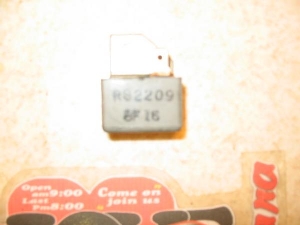 R82209
8F16
Open
am9:00
Last
Pm8:00
Come on
join us